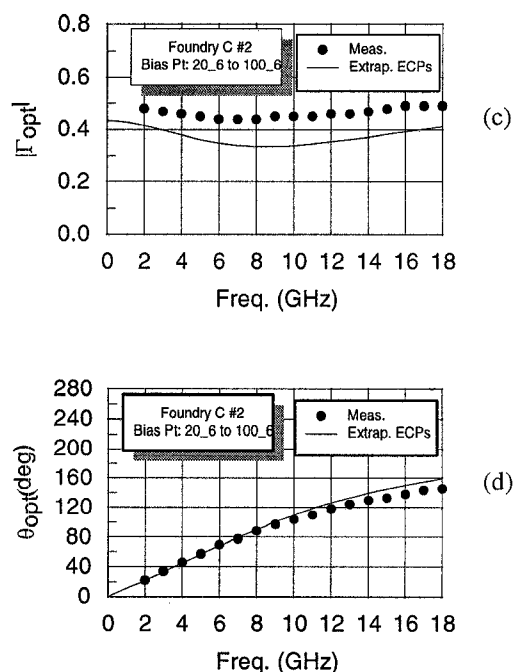 0.8
0.6
0.4
0.2
0.0
|Γopt|
Foundry C #2
Bias Pt: 20_6 to 100_6
Meas.
Extrap. ECPs
(c)
0 2 4 6 8 10 12 14 16 18
Freq. (GHz)
280
240
200
160
120
80
40
0
θopt(deg)
Foundry C #2
Bias Pt: 20_6 to 100_6
Meas.
Extrap. ECPs
(d)
0 2 4 6 8 10 12 14 16 18
Freq. (GHz)